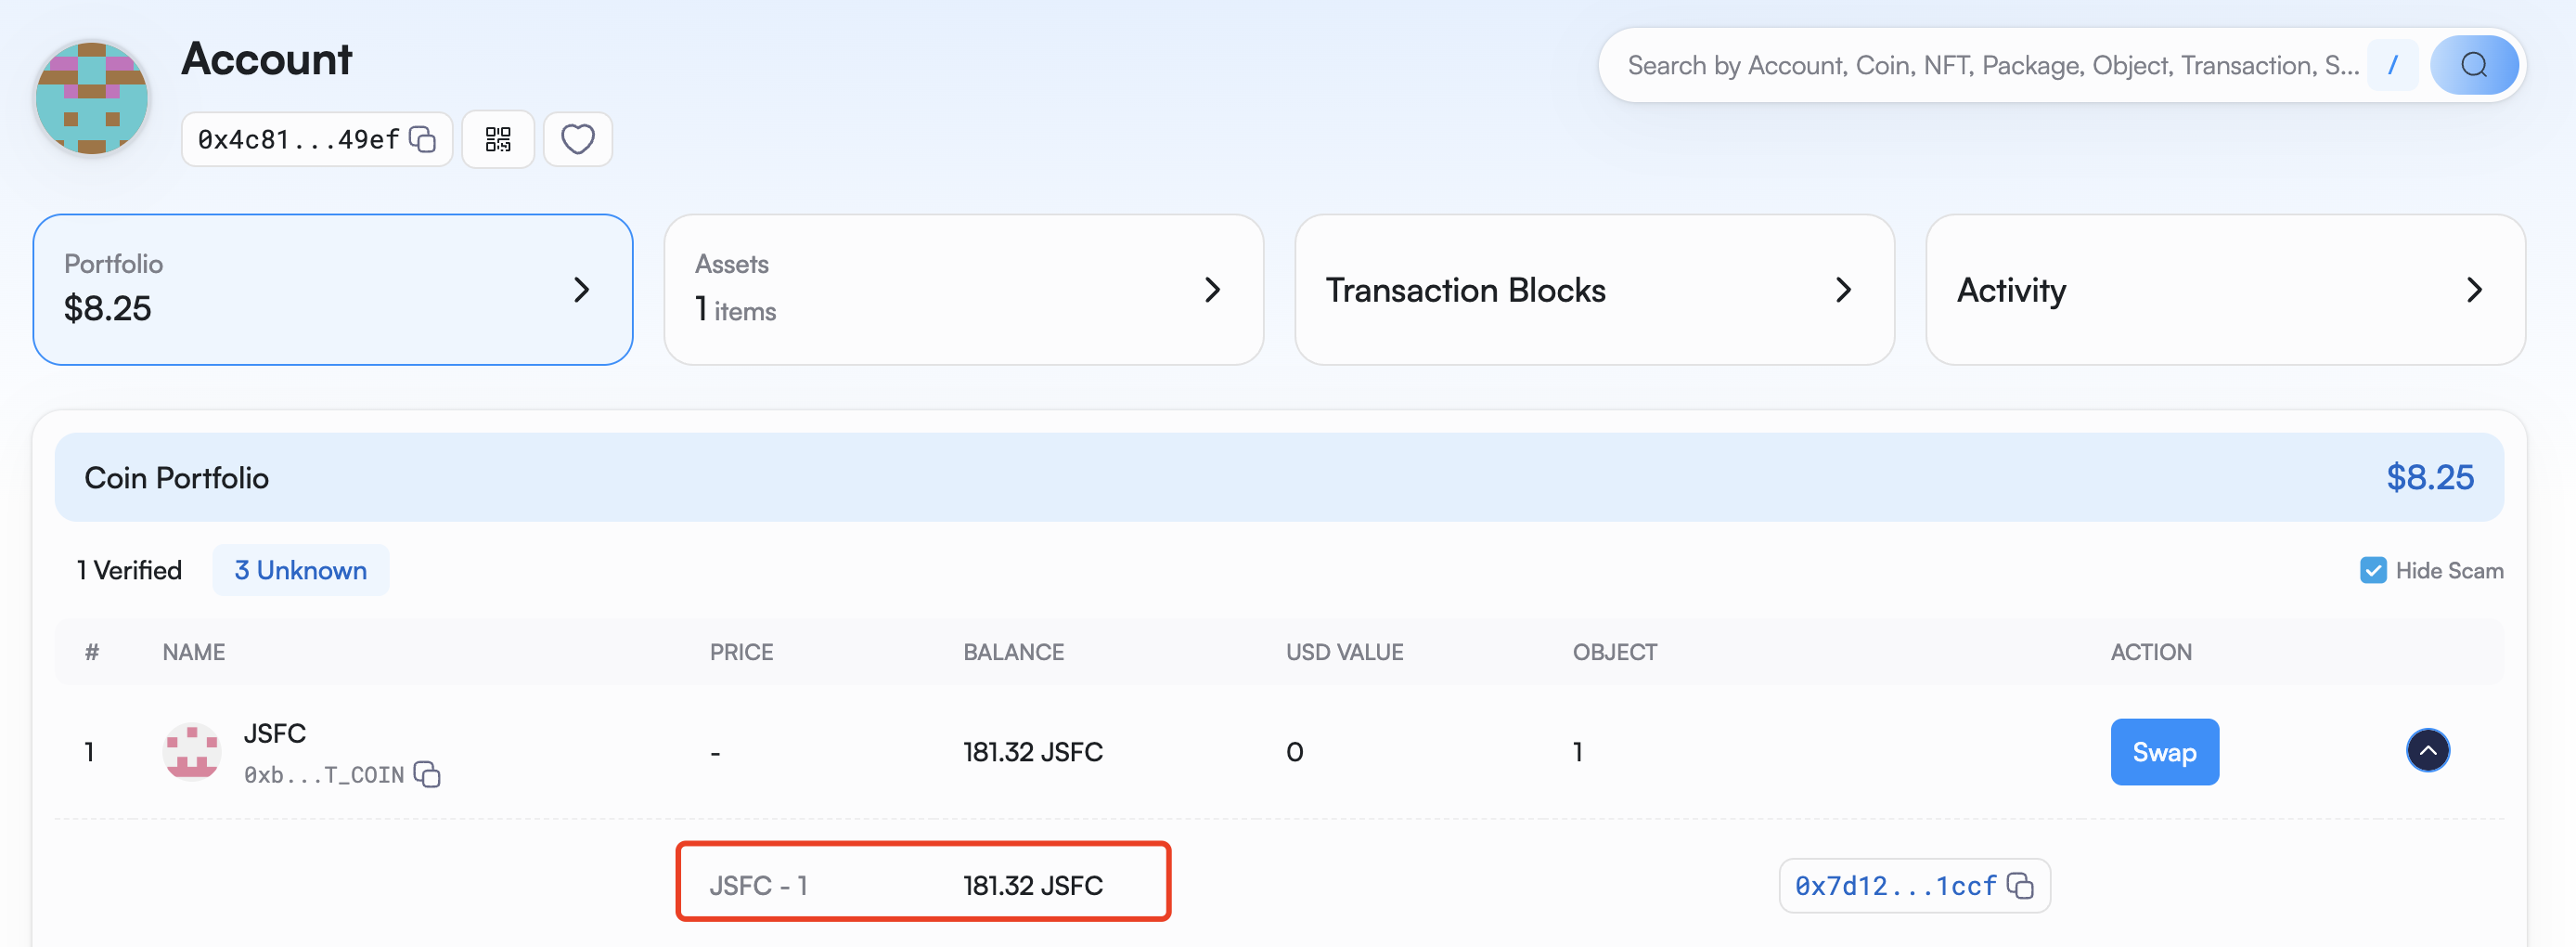 Account
Search by Account, Coin, NFT, Package, Object, Transaction, S... /
0x4c81...49ef
Portfolio
$8.25
Assets
1 items
Transaction Blocks
Activity
Coin Portfolio $8.25
1 Verified 3 Unknown Hide Scam
# NAME PRICE BALANCE USD VALUE OBJECT ACTION
1 JSFC - 181.32 JSFC 0 1 Swap
0xb...T_COIN
JSFC - 1 181.32 JSFC 0x7d12...1ccf